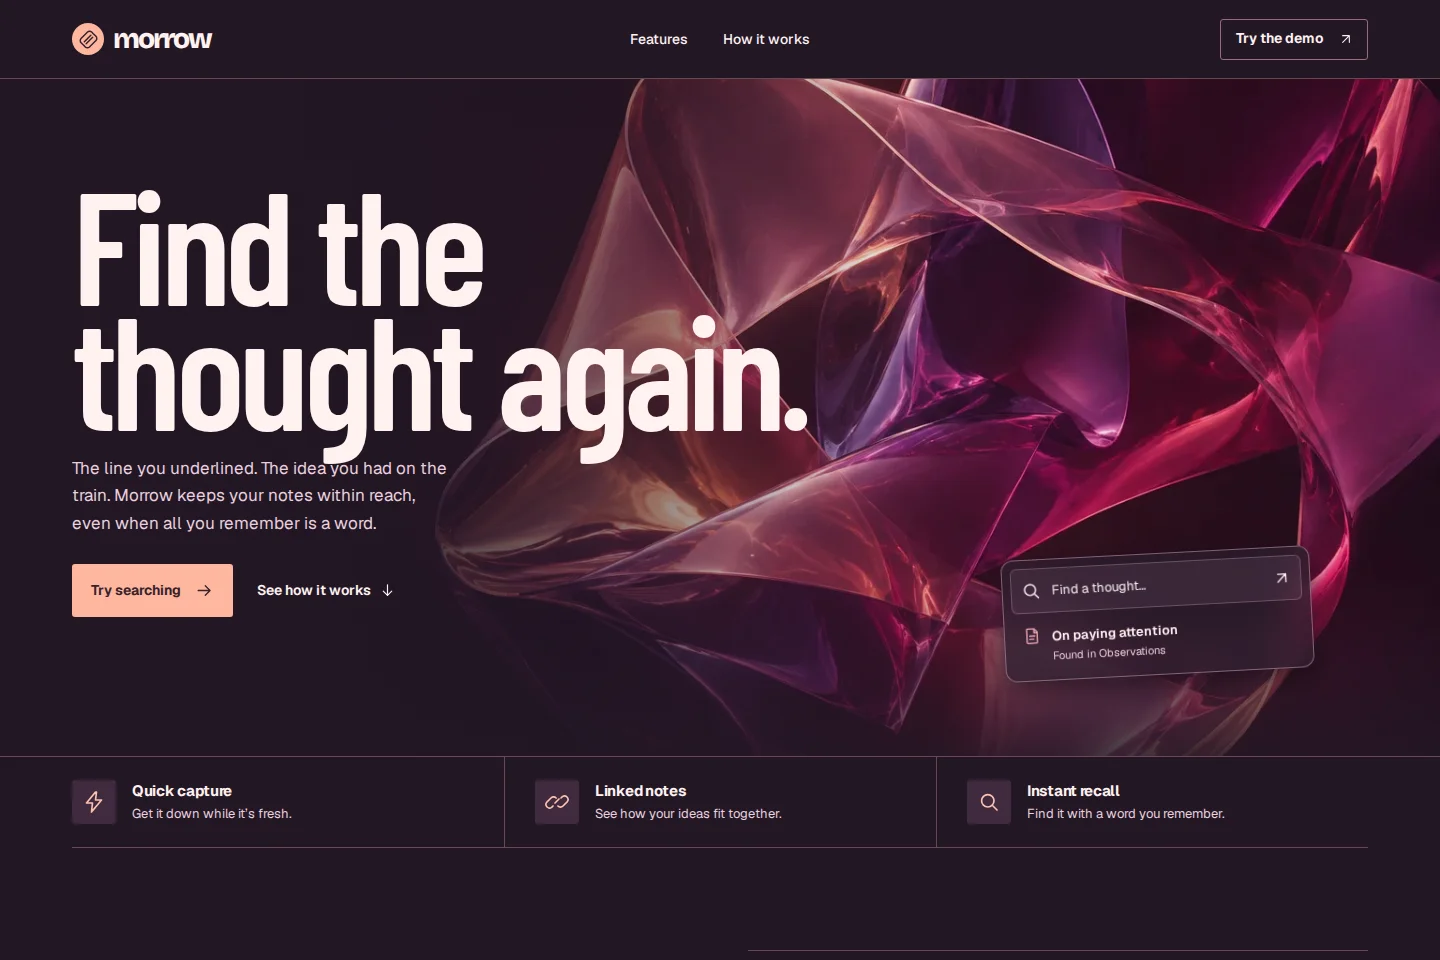 morrow
Features
How it works
Try the demo
Find the
thought again.
The line you underlined. The idea you had on the
train. Morrow keeps your notes within reach,
even when all you remember is a word.
Try searching
See how it works
Find a thought...
On paying attention
Found in Observations
Quick capture
Get it down while it's fresh.
Linked notes
See how your ideas fit together.
Instant recall
Find it with a word you remember.